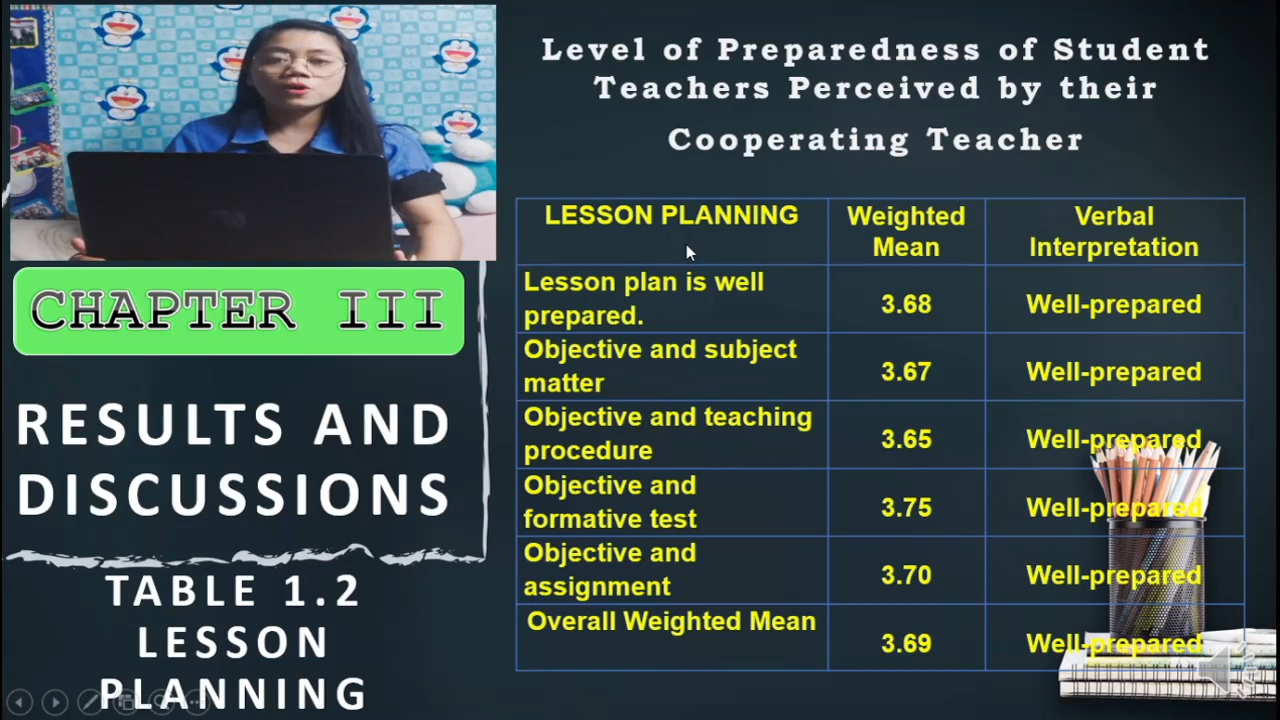 Level of Preparedness of Student
Teachers Perceived by their
Cooperating Teacher
CHAPTER III
RESULTS AND
DISCUSSIONS
TABLE 1.2
LESSON
PLANNING
LESSON PLANNING
Weighted
Mean
Verbal
Interpretation
Lesson plan is well
prepared.
3.68
Well-prepared
Objective and subject
matter
3.67
Well-prepared
Objective and teaching
procedure
3.65
Well-prepared
Objective and
formative test
3.75
Well-prepared
Objective and
assignment
3.70
Well-prepared
Overall Weighted Mean
3.69
Well-prepared